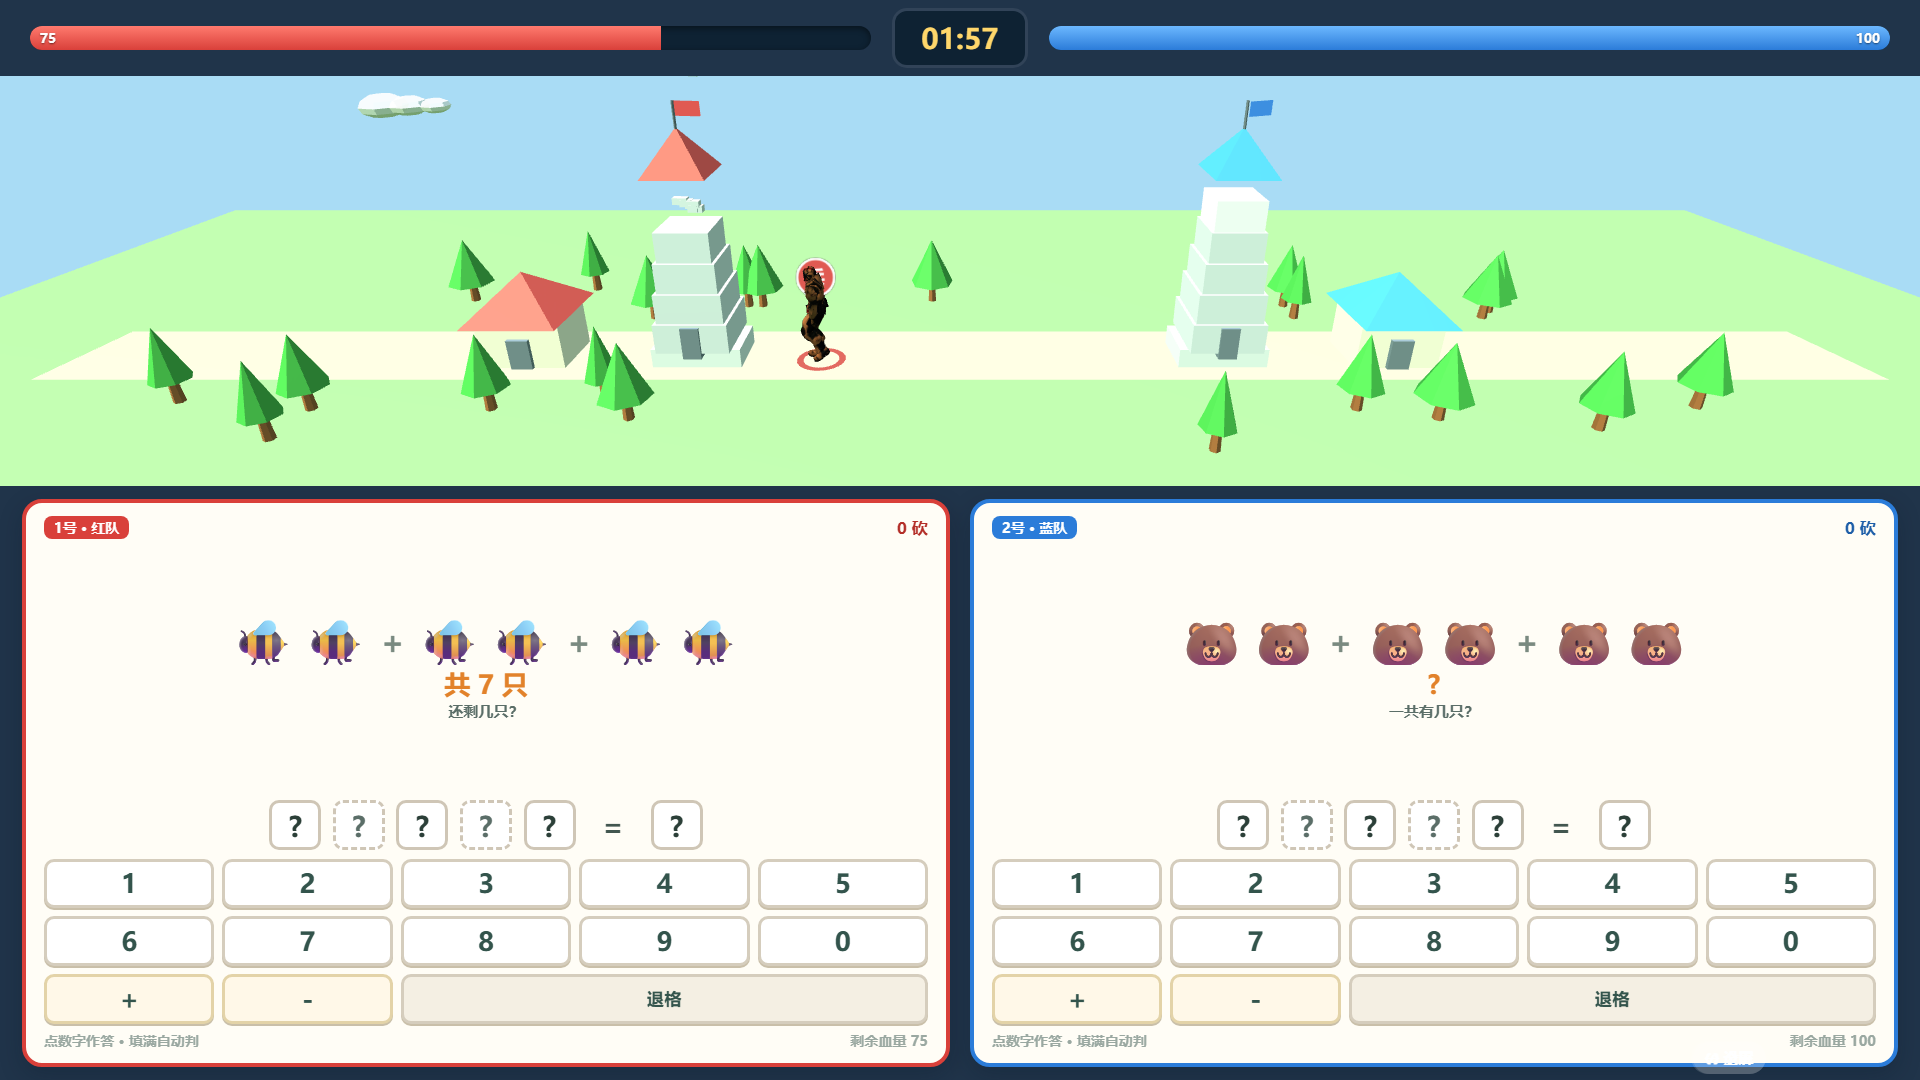 75
01:57
100
1号 • 红队
0 砍
+ +
共 7 只
还剩几只?
? ? ? ? ? = ?
1 2 3 4 5
6 7 8 9 0
+ - 退格
点数字作答 • 填满自动判
剩余血量 75
2号 • 蓝队
0 砍
+ +
?
一共有几只?
? ? ? ? ? = ?
1 2 3 4 5
6 7 8 9 0
+ - 退格
点数字作答 • 填满自动判
剩余血量 100